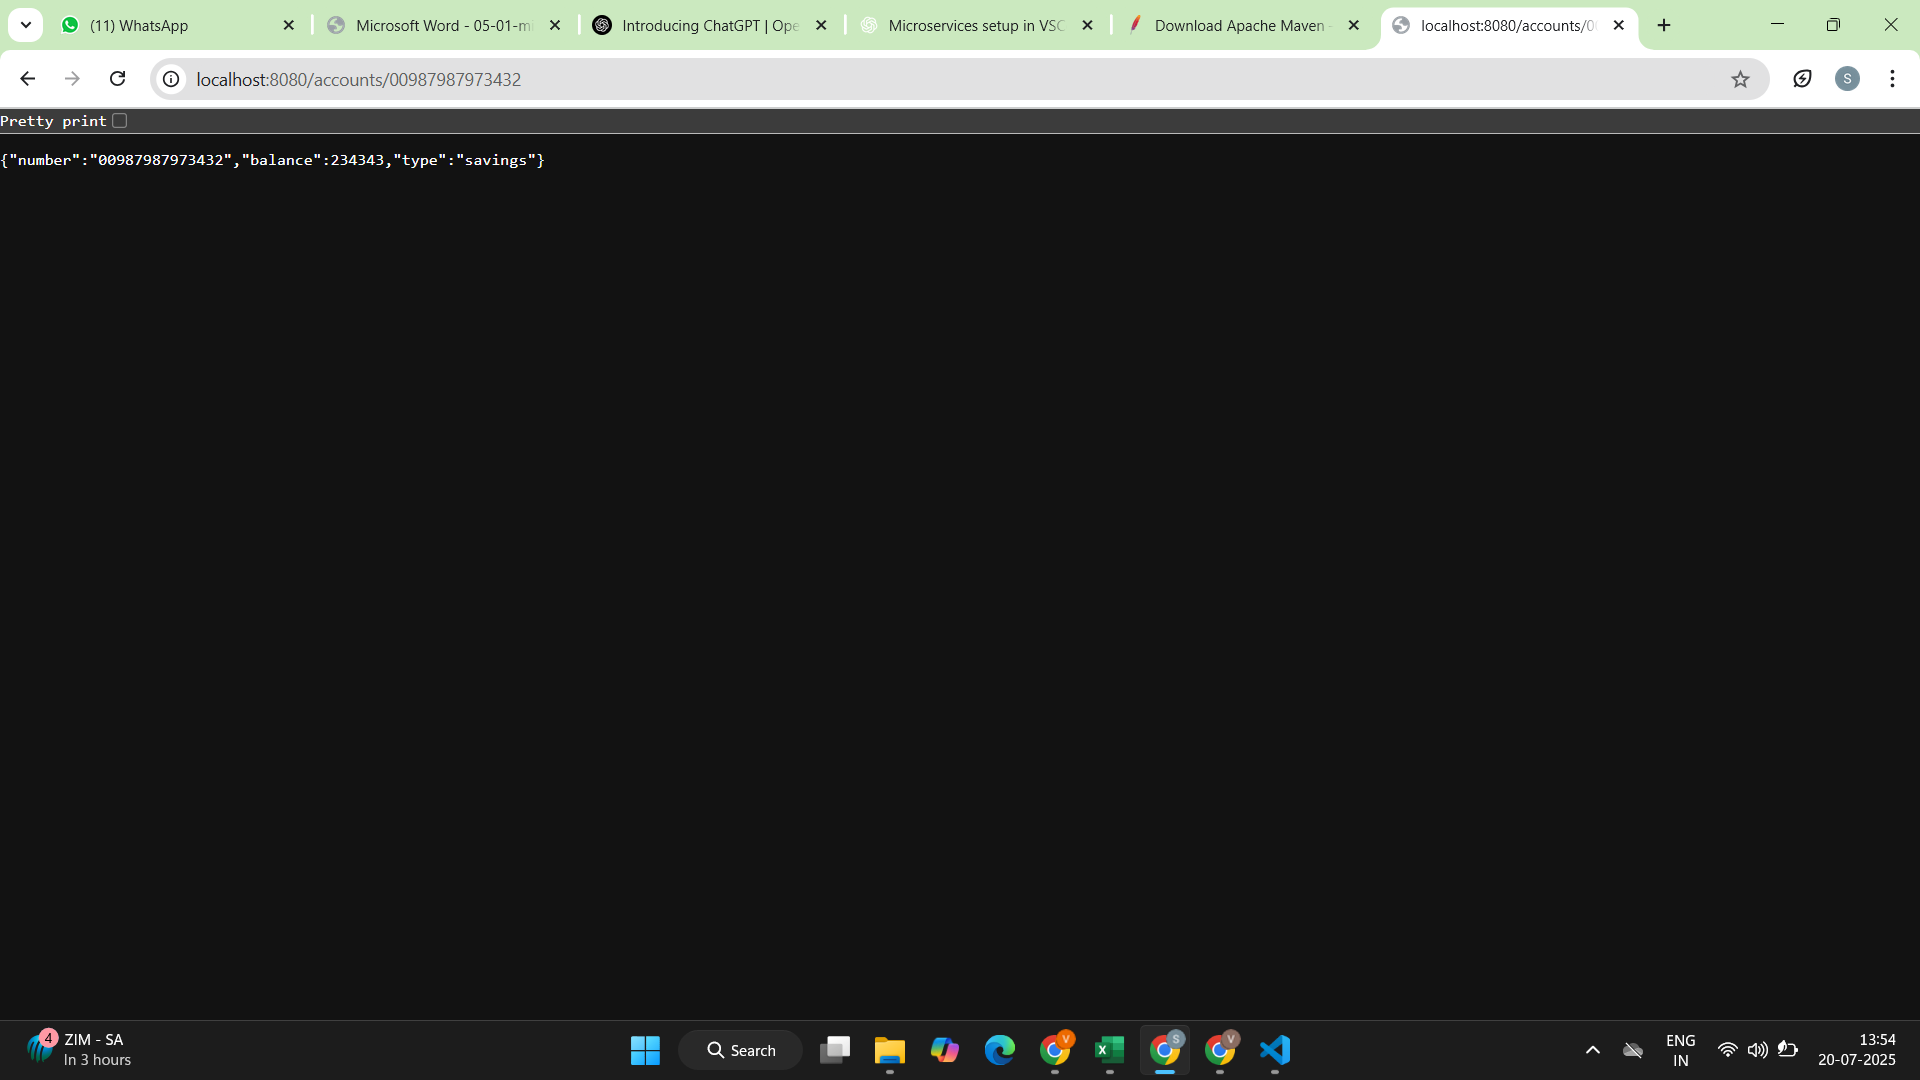 (11) WhatsApp
Microsoft Word - 05-01-mi
Introducing ChatGPT | Ope
Microservices setup in VSC
Download Apache Maven -
localhost:8080/accounts/0
localhost:8080/accounts/00987987973432
S
Pretty print
{"number":"00987987973432","balance":234343,"type":"savings"}
4
ZIM - SA
In 3 hours
Search
V
S
V
ENG
IN
13:54
20-07-2025